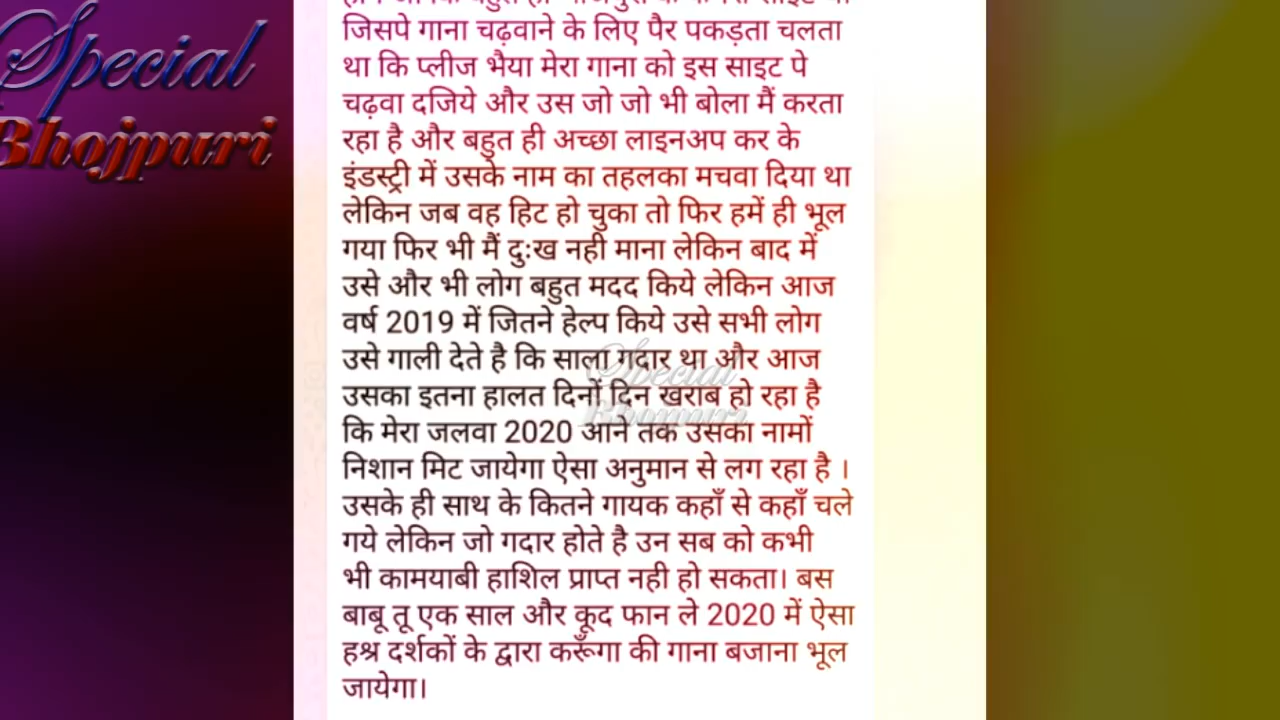 Special
Bhojpuri
जिसपे गाना चढ़वाने के लिए पैर पकड़ता चलता
था कि प्लीज भैया मेरा गाना को इस साइट पे
चढ़वा दजिये और उस जो जो भी बोला मैं करता
रहा है और बहुत ही अच्छा लाइनअप कर के
इंडस्ट्री में उसके नाम का तहलका मचवा दिया था
लेकिन जब वह हिट हो चुका तो फिर हमें ही भूल
गया फिर भी मैं दुःख नही माना लेकिन बाद में
उसे और भी लोग बहुत मदद किये लेकिन आज
वर्ष 2019 में जितने हेल्प किये उसे सभी लोग
उसे गाली देते है कि साला गदार था और आज
उसका इतना हालत दिनों दिन खराब हो रहा है
कि मेरा जलवा 2020 आने तक उसका नामों
निशान मिट जायेगा ऐसा अनुमान से लग रहा है ।
उसके ही साथ के कितने गायक कहाँ से कहाँ चले
गये लेकिन जो गदार होते है उन सब को कभी
भी कामयाबी हाशिल प्राप्त नही हो सकता। बस
बाबू तू एक साल और कूद फान ले 2020 में ऐसा
हश्र दर्शकों के द्वारा करूँगा की गाना बजाना भूल
जायेगा।
Special
Bhojpuri